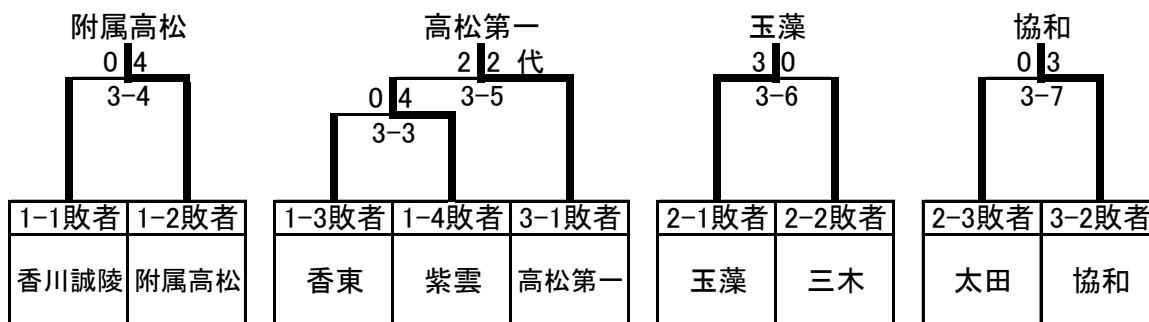 附属高松 高松第一 玉藻 協和
0 4 2 2 代 3 0 0 3
3-4 0 4 3-5 3-6 3-7
3-3
1-1敗者 1-2敗者 1-3敗者 1-4敗者 3-1敗者 2-1敗者 2-2敗者 2-3敗者 3-2敗者
香川誠陵 附属高松 香東 紫雲 高松第一 玉藻 三木 太田 協和